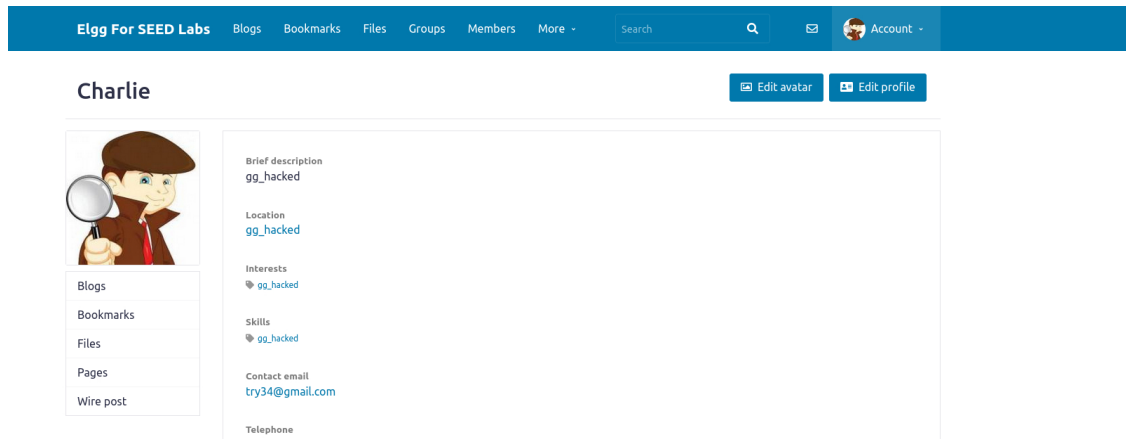 Elgg For SEED Labs Blogs Bookmarks Files Groups Members More Search Account
Charlie Edit avatar Edit profile
Brief description
gg_hacked
Location
gg_hacked
Interests
gg_hacked
Skills
gg_hacked
Contact email
try34@gmail.com
Telephone
Blogs
Bookmarks
Files
Pages
Wire post